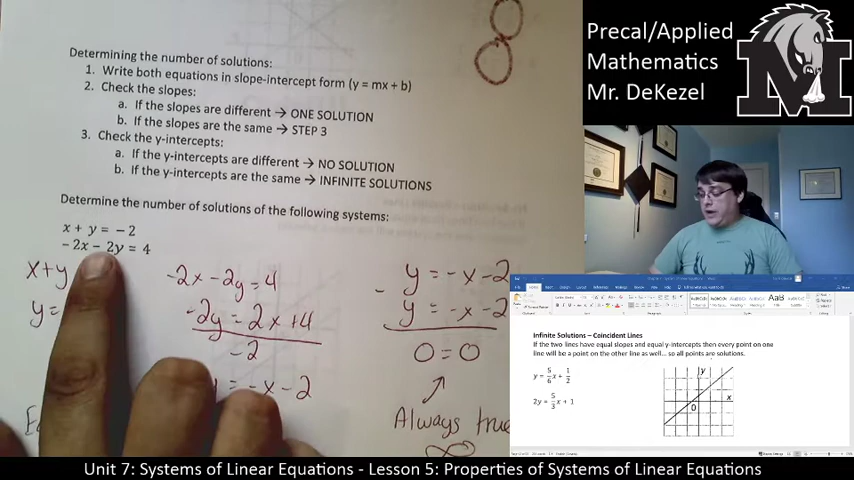 Determining the number of solutions:
1. Write both equations in slope-intercept form (y = mx + b)
2. Check the slopes:
a. If the slopes are different → ONE SOLUTION
b. If the slopes are the same → STEP 3
3. Check the y-intercepts:
a. If the y-intercepts are different → NO SOLUTION
b. If the y-intercepts are the same → INFINITE SOLUTIONS
Determine the number of solutions of the following systems:
x + y = −2
−2x − 2y = 4
x+y
y=
-2x -2y = 4
-2y = 2x+4
-2
= -x - 2
y = -x - 2
- y = -x - 2
0 = 0
Always true
∞
8
Precal/Applied
Mathematics
Mr. DeKezel
M
Infinite Solutions – Coincident Lines
If the two lines have equal slopes and equal y-intercepts then every point on one
line will be a point on the other line as well... so all points are solutions.
y = 5/6 x + 1/2
2y = 5/3 x + 1
y
x
0
Unit 7: Systems of Linear Equations - Lesson 5: Properties of Systems of Linear Equations